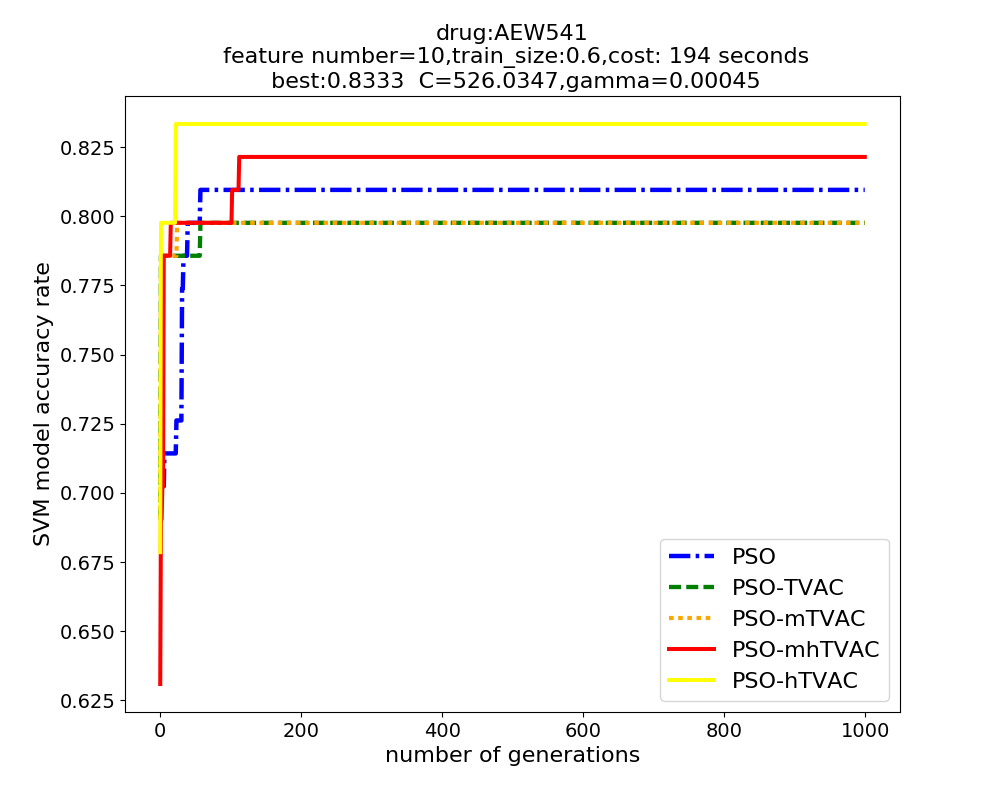 drug:AEW541
feature number=10,train_size:0.6,cost: 194 seconds
best:0.8333  C=526.0347,gamma=0.00045
SVM model accuracy rate
0.825
0.800
0.775
0.750
0.725
0.700
0.675
0.650
0.625
PSO
PSO-TVAC
PSO-mTVAC
PSO-mhTVAC
PSO-hTVAC
0 200 400 600 800 1000
number of generations